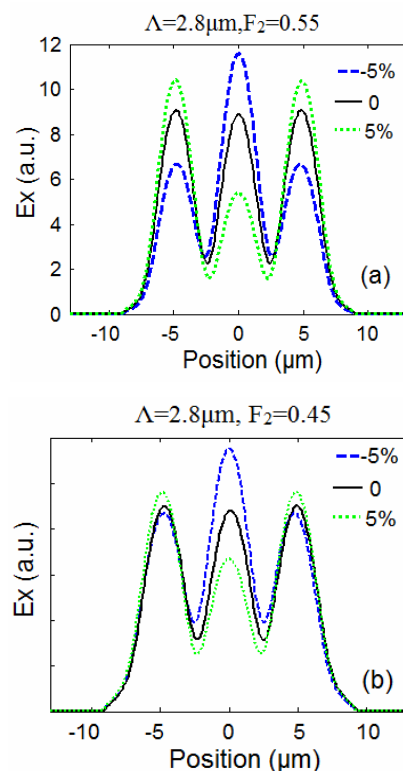 Λ=2.8μm,F₂=0.55
12
10
8
6
4
2
0
Ex (a.u.)
-5%
0
5%
(a)
-10 -5 0 5 10
Position (μm)
Λ=2.8μm, F₂=0.45
Ex (a.u.)
-5%
0
5%
(b)
-10 -5 0 5 10
Position (μm)